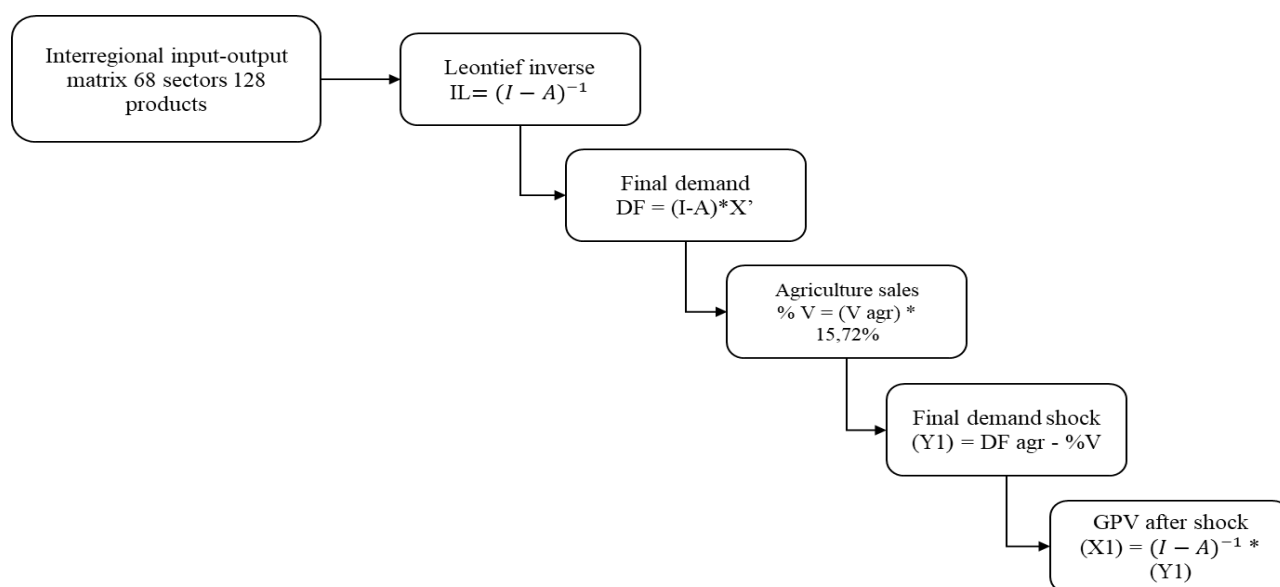 Interregional input-output
matrix 68 sectors 128
products
Leontief inverse
IL= (𝐼 − 𝐴)⁻¹
Final demand
DF = (I-A)*X’
Agriculture sales
% V = (V agr) *
15,72%
Final demand shock
(Y1) = DF agr - %V
GPV after shock
(X1) = (𝐼 − 𝐴)⁻¹ *
(Y1)